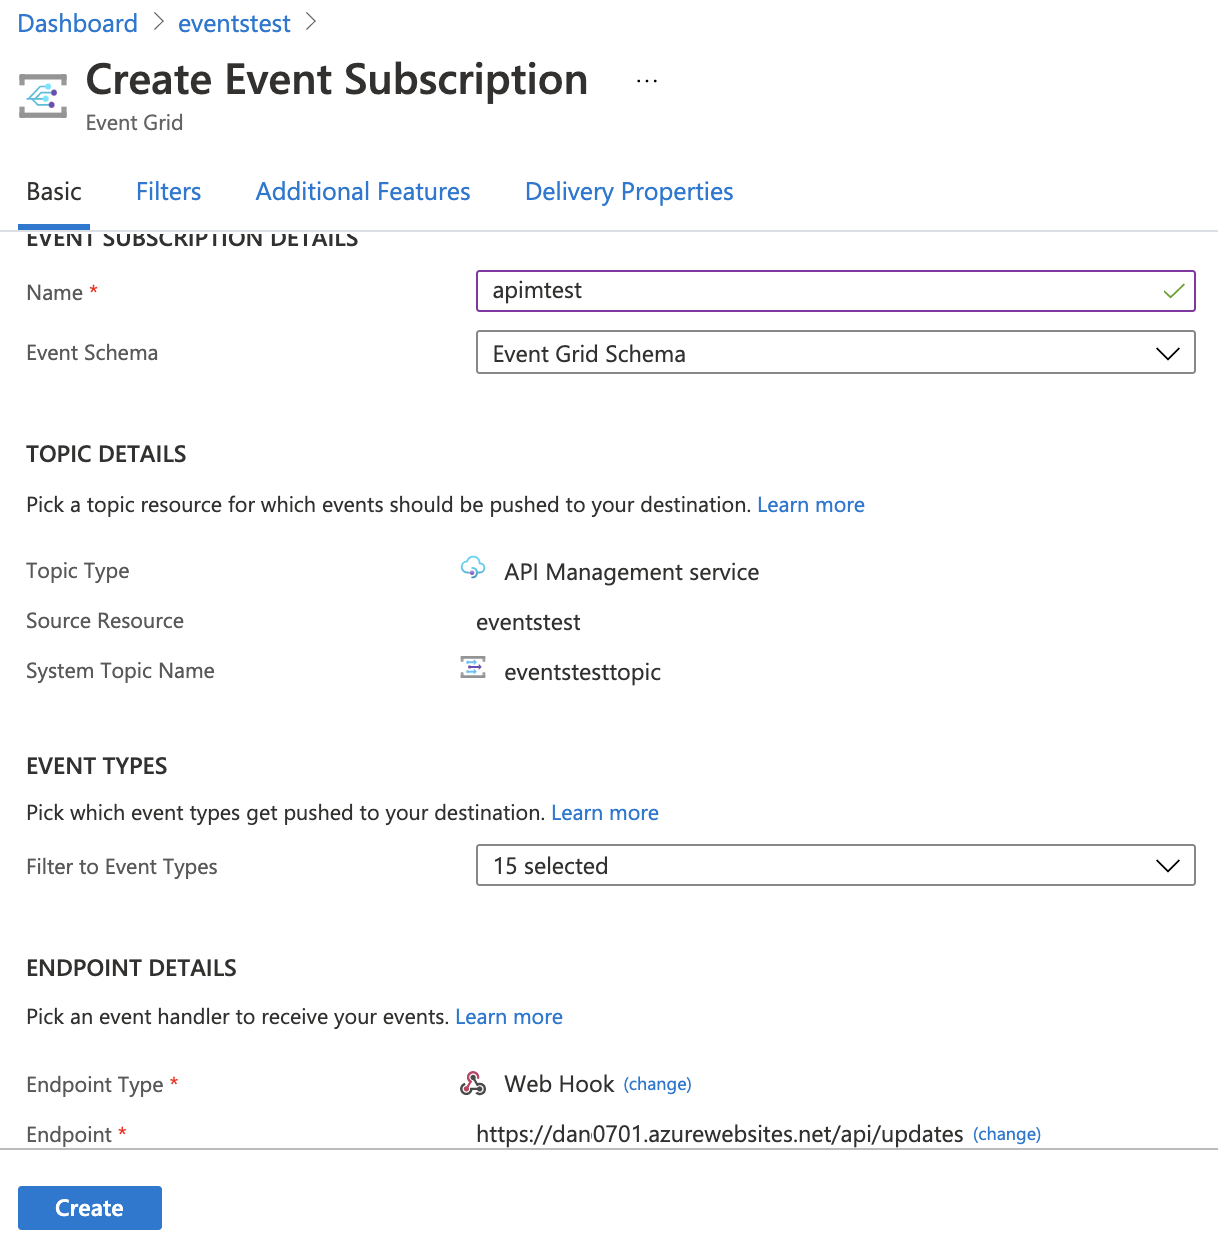 Dashboard > eventstest >
Create Event Subscription ...
Event Grid
Basic Filters Additional Features Delivery Properties
EVENT SUBSCRIPTION DETAILS
Name * apimtest
Event Schema Event Grid Schema
TOPIC DETAILS
Pick a topic resource for which events should be pushed to your destination. Learn more
Topic Type API Management service
Source Resource eventstest
System Topic Name eventstesttopic
EVENT TYPES
Pick which event types get pushed to your destination. Learn more
Filter to Event Types 15 selected
ENDPOINT DETAILS
Pick an event handler to receive your events. Learn more
Endpoint Type * Web Hook (change)
Endpoint * https://dan0701.azurewebsites.net/api/updates (change)
Create